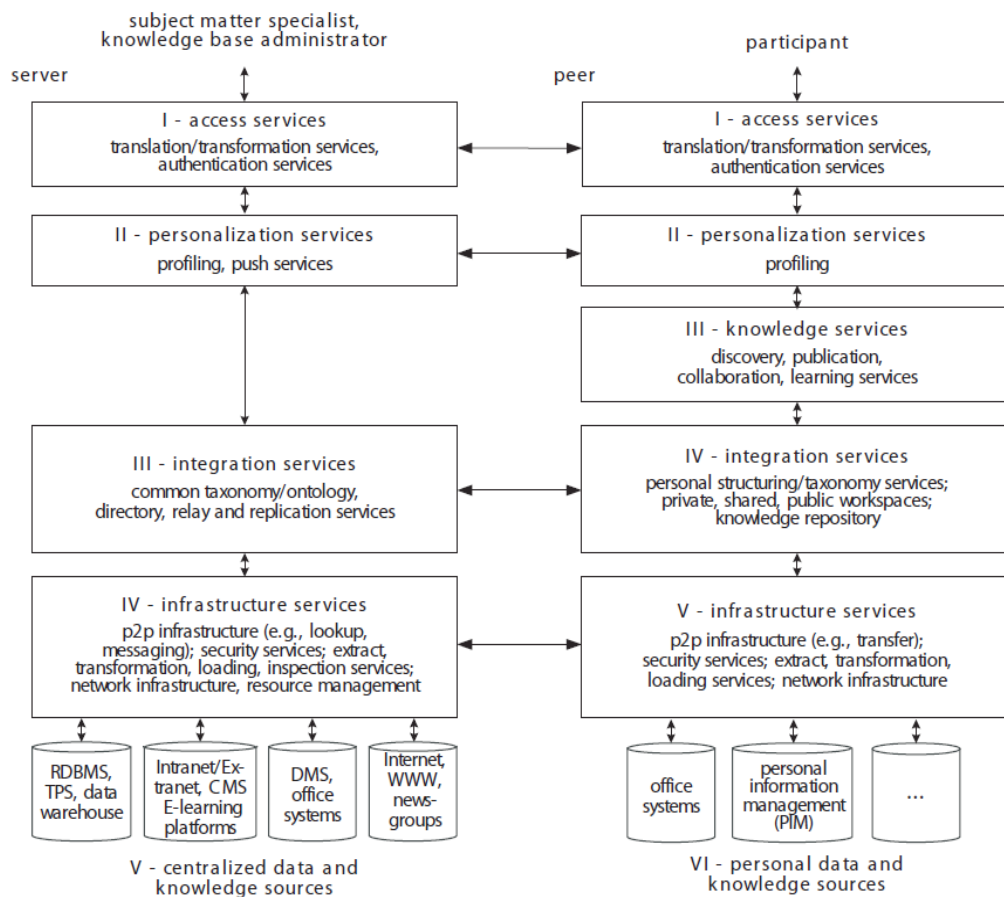 subject matter specialist,
knowledge base administrator
server
I - access services
translation/transformation services,
authentication services
II - personalization services
profiling, push services
III - integration services
common taxonomy/ontology,
directory, relay and replication services
IV - infrastructure services
p2p infrastructure (e.g., lookup,
messaging); security services; extract,
transformation, loading, inspection services;
network infrastructure, resource management
RDBMS,
TPS, data
warehouse
Intranet/Ex-
tranet, CMS
E-learning
platforms
DMS,
office
systems
Internet,
WWW,
news-
groups
V - centralized data and
knowledge sources
participant
peer
I - access services
translation/transformation services,
authentication services
II - personalization services
profiling
III - knowledge services
discovery, publication,
collaboration, learning services
IV - integration services
personal structuring/taxonomy services;
private, shared, public workspaces;
knowledge repository
V - infrastructure services
p2p infrastructure (e.g., transfer);
security services; extract, transformation,
loading services; network infrastructure
office
systems
personal
information
management
(PIM)
...
VI - personal data and
knowledge sources